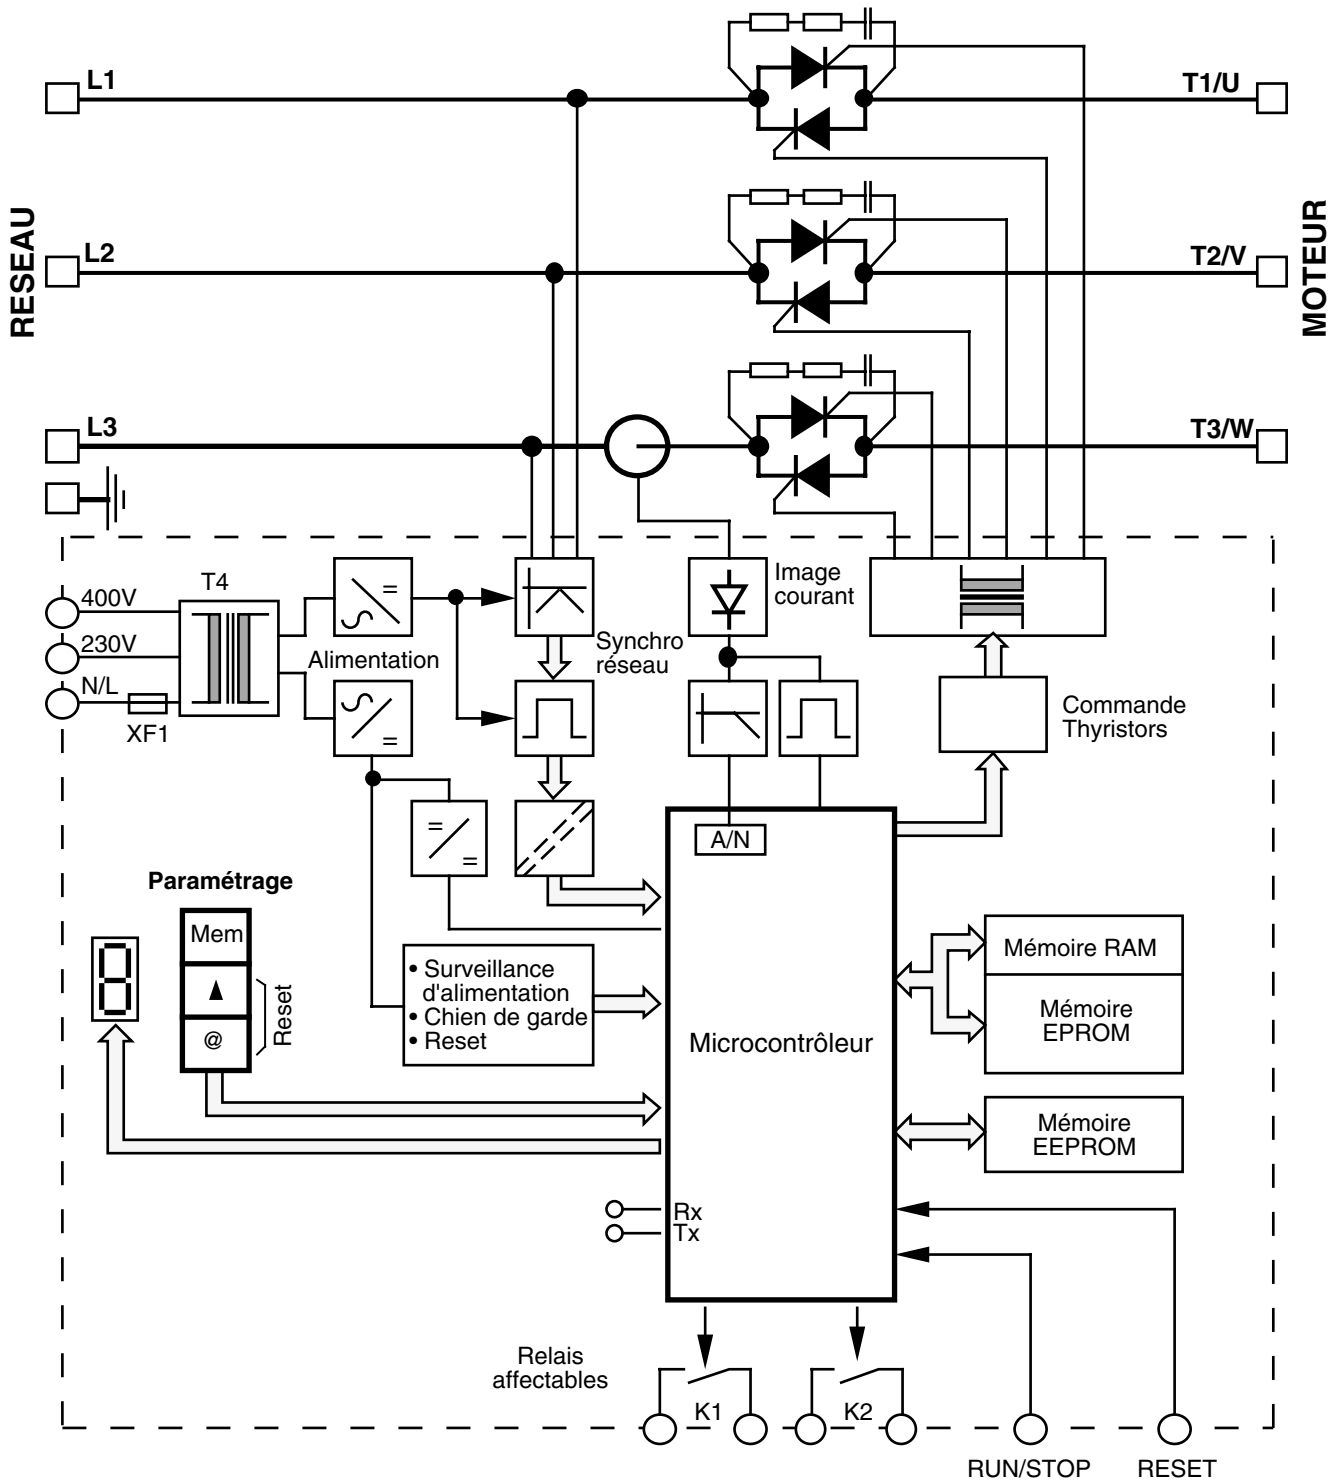 L1
T1/U
RESEAU
L2
T2/V
MOTEUR
L3
T3/W
T4
400V
230V
N/L
XF1
Alimentation
Synchro
réseau
Image
courant
Commande
Thyristors
A/N
Paramétrage
Mem
▲
@
Reset
• Surveillance
d'alimentation
• Chien de garde
• Reset
Microcontrôleur
Mémoire RAM
Mémoire
EPROM
Mémoire
EEPROM
Rx
Tx
Relais
affectables
K1
K2
RUN/STOP
RESET